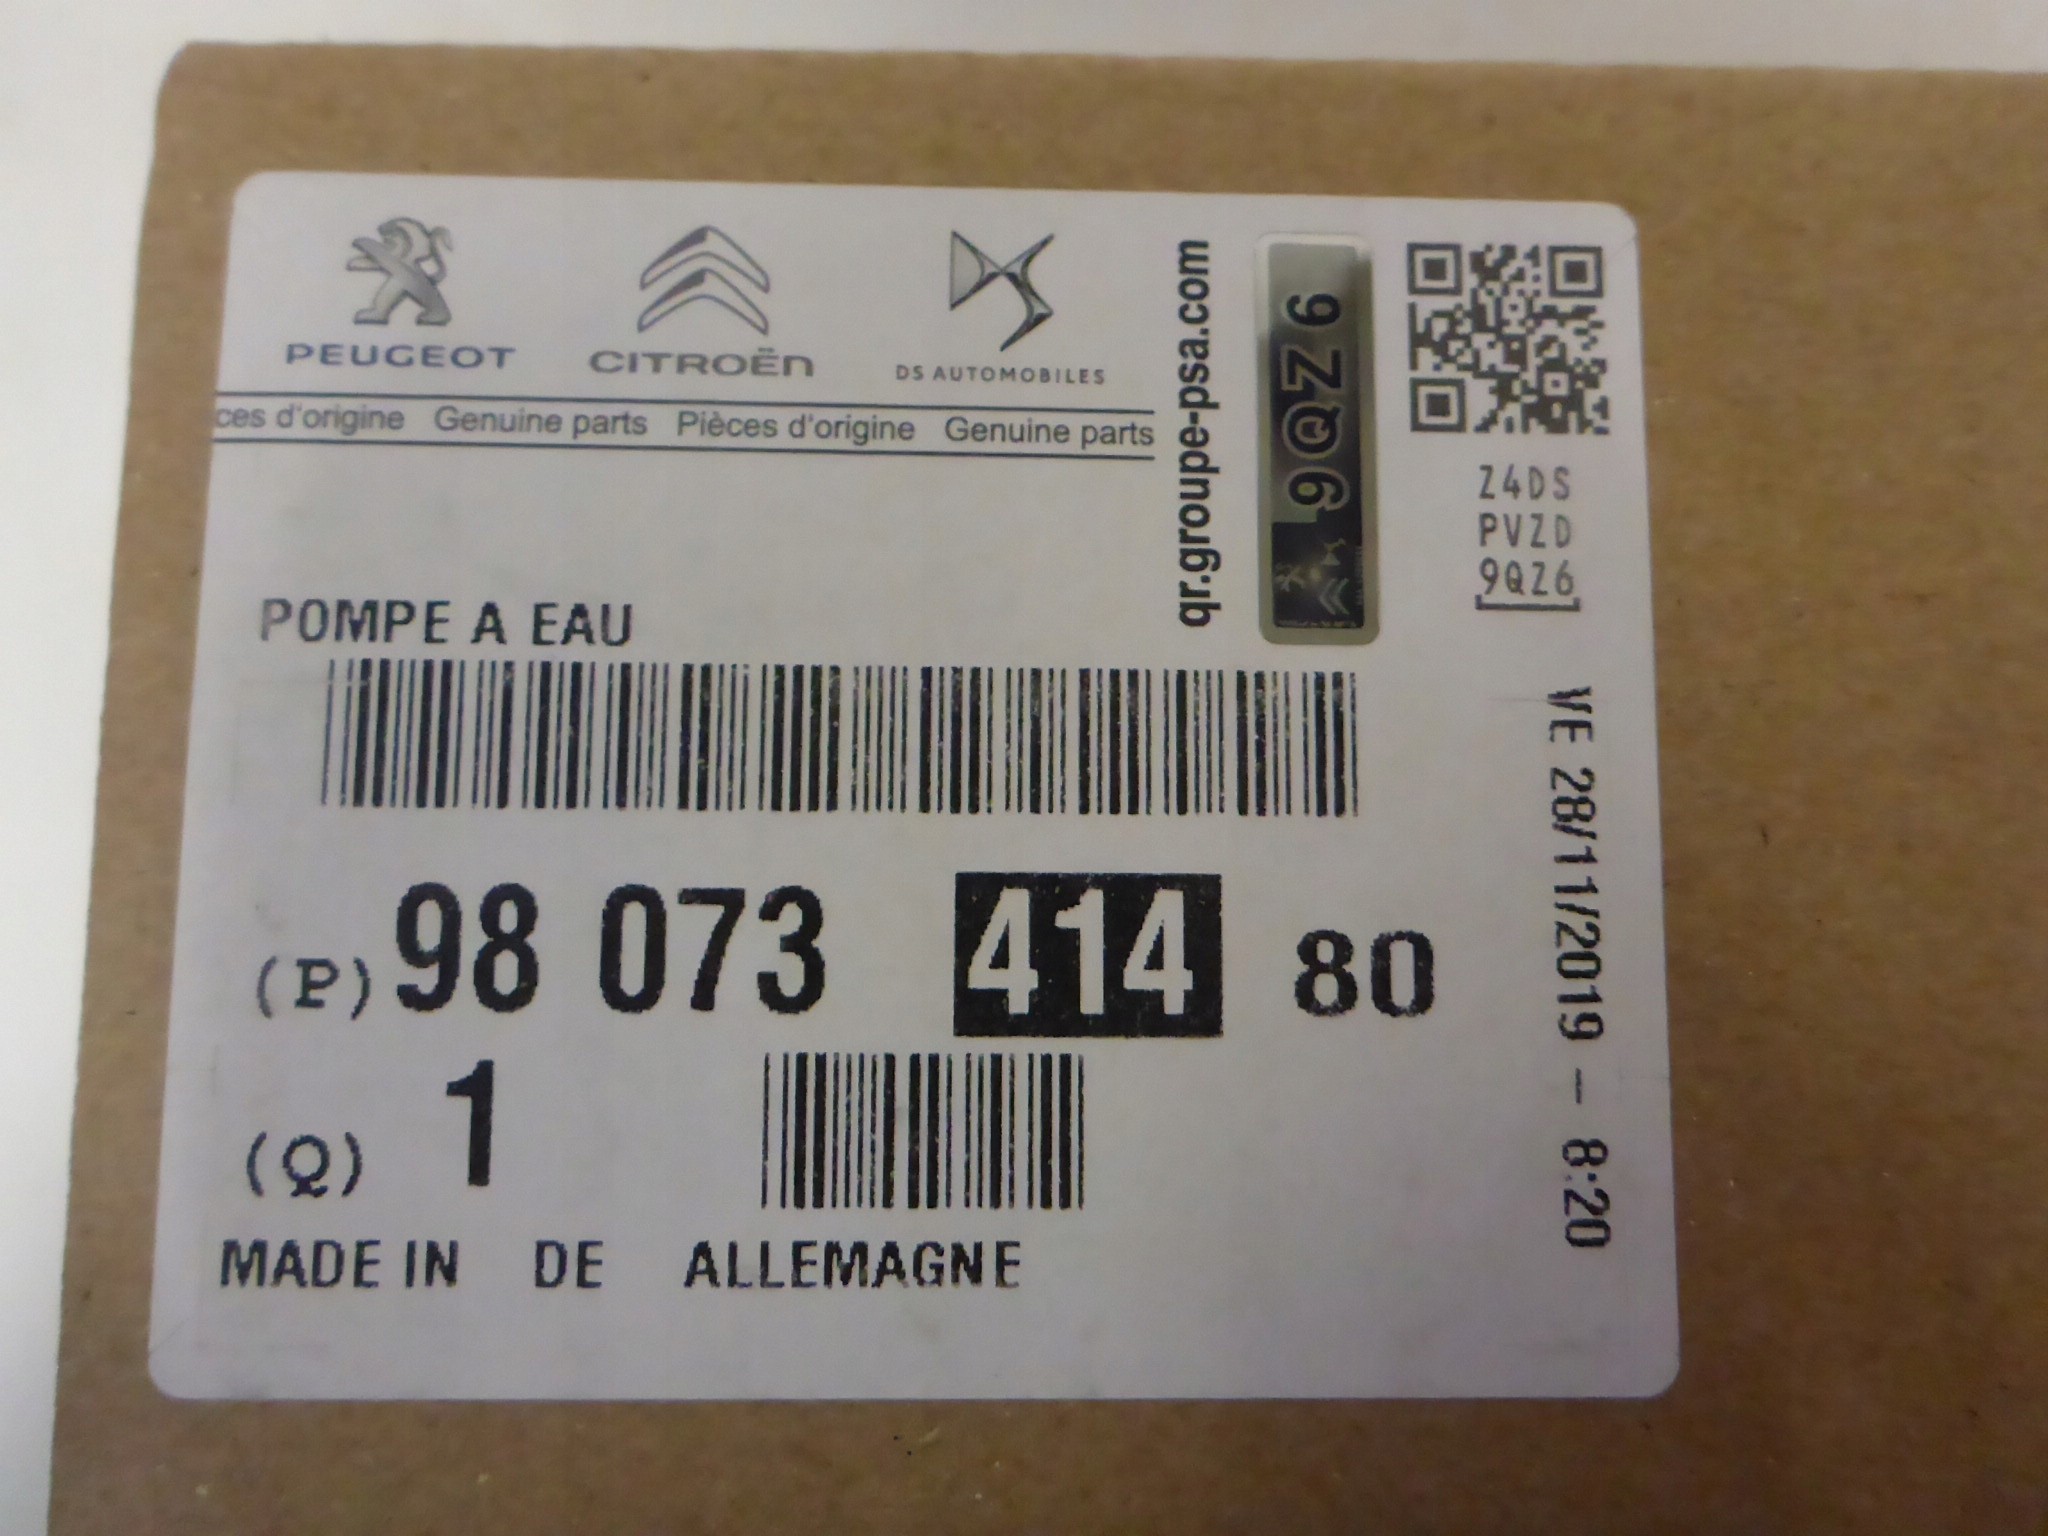 PEUGEOT CITROËN DS AUTOMOBILES
ces d'origine Genuine parts Pièces d'origine Genuine parts
qr.groupe-psa.com
9QZ6
Z4DS
PVZD
9QZ6
POMPE A EAU
(P) 98 073 414 80
(Q) 1
MADE IN DE ALLEMAGNE
VE 28/11/2019 – 8:20